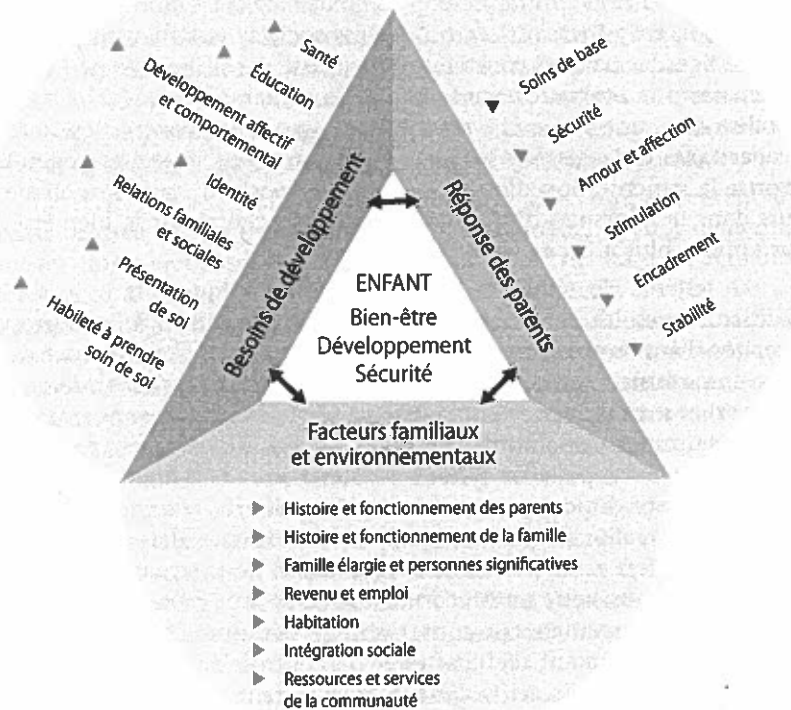 Santé
Éducation
Développement affectif
et comportemental
Identité
Relations familiales
et sociales
Présentation
de soi
Habileté à prendre
soin de soi
Besoins de développement
Soins de base
Sécurité
Amour et affection
Stimulation
Encadrement
Stabilité
Réponse des parents
ENFANT
Bien-être
Développement
Sécurité
Facteurs familiaux
et environnementaux
Histoire et fonctionnement des parents
Histoire et fonctionnement de la famille
Famille élargie et personnes significatives
Revenu et emploi
Habitation
Intégration sociale
Ressources et services
de la communauté